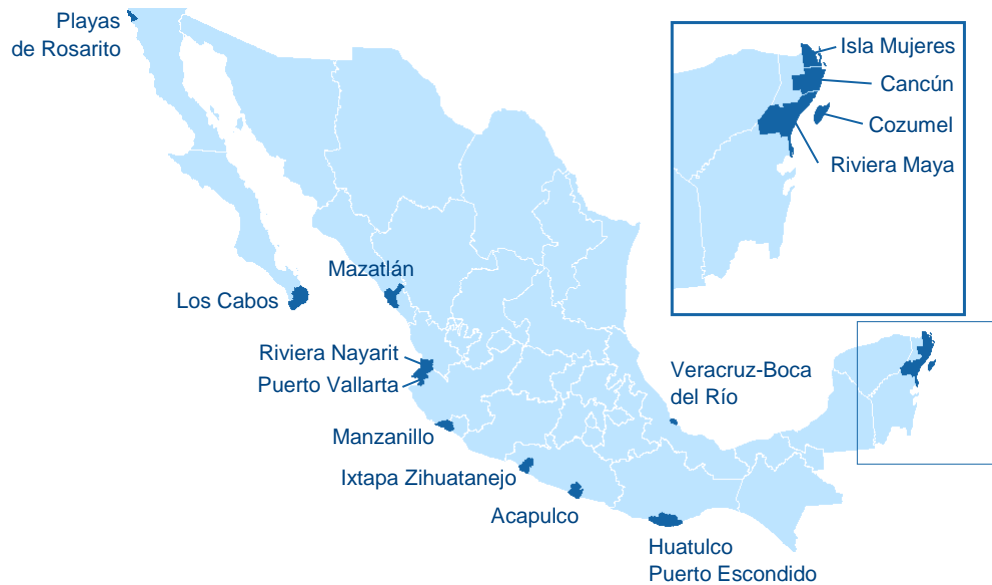 Playas
de Rosarito
Isla Mujeres
Cancún
Cozumel
Riviera Maya
Mazatlán
Los Cabos
Riviera Nayarit
Puerto Vallarta
Veracruz-Boca
del Río
Manzanillo
Ixtapa Zihuatanejo
Acapulco
Huatulco
Puerto Escondido